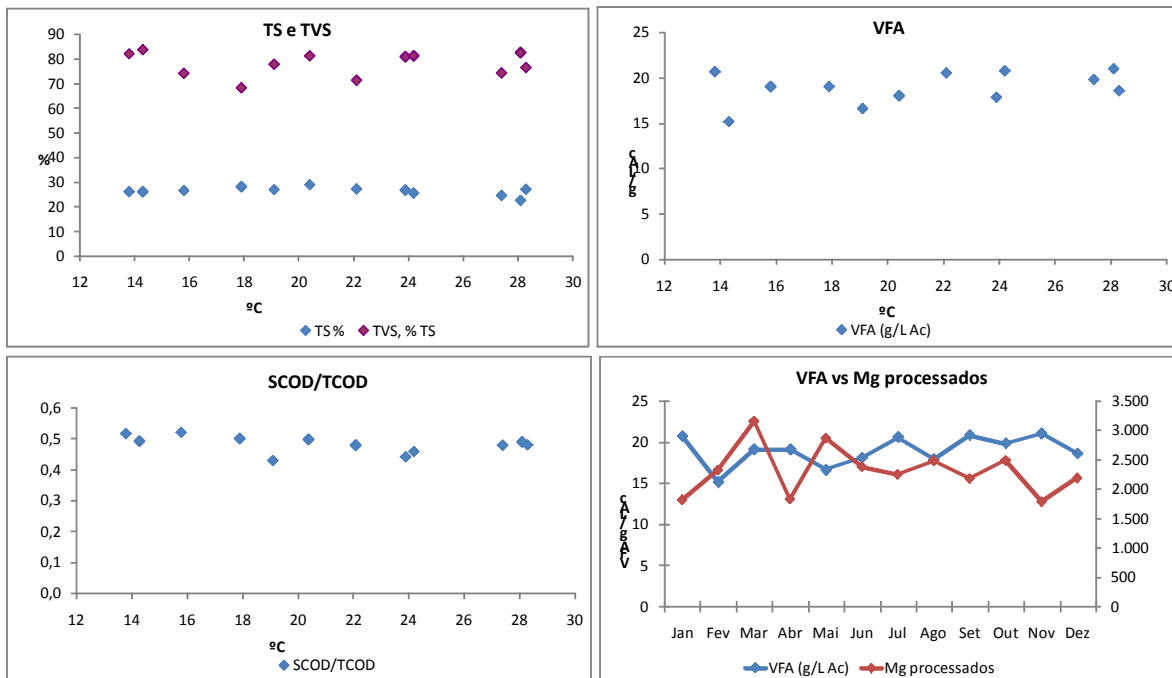 TS e TVS
90
80
70
60
50
40
30
20
10
0
%
12 14 16 18 20 22 24 26 28 30
ºC
TS % TVS, % TS
VFA
25
20
15
10
5
0
g/L Ac
12 14 16 18 20 22 24 26 28 30
ºC
VFA (g/L Ac)
SCOD/TCOD
0,6
0,5
0,4
0,3
0,2
0,1
0,0
12 14 16 18 20 22 24 26 28 30
ºC
SCOD/TCOD
VFA vs Mg processados
25
20
15
10
5
0
VFA g/L Ac
3.500
3.000
2.500
2.000
1.500
1.000
500
0
Jan Fev Mar Abr Mai Jun Jul Ago Set Out Nov Dez
VFA (g/L Ac) Mg processados